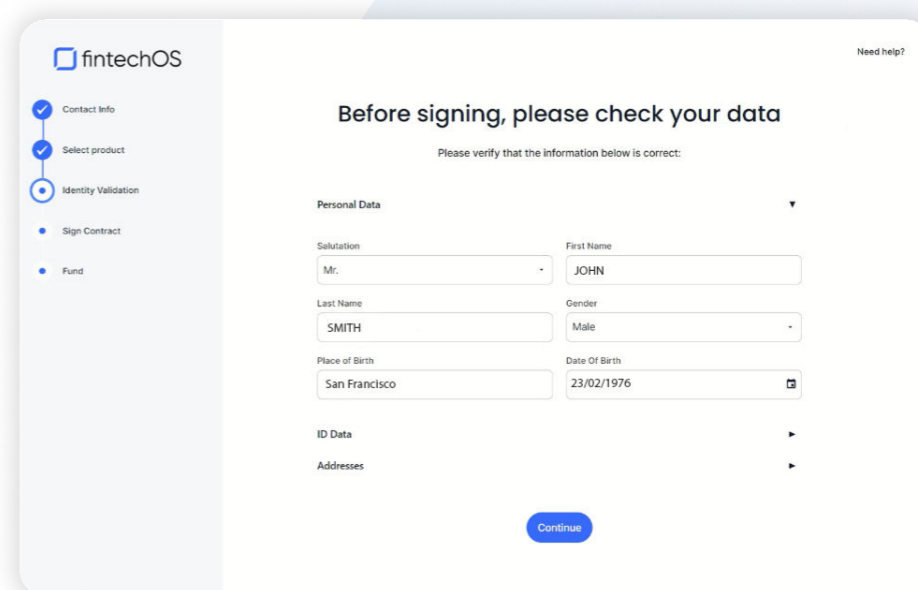 fintechOS
Need help?
Contact Info
Select product
Identity Validation
Sign Contract
Fund
Before signing, please check your data
Please verify that the information below is correct:
Personal Data
Salutation First Name
Mr. JOHN
Last Name Gender
SMITH Male
Place of Birth Date Of Birth
San Francisco 23/02/1976
ID Data
Addresses
Continue